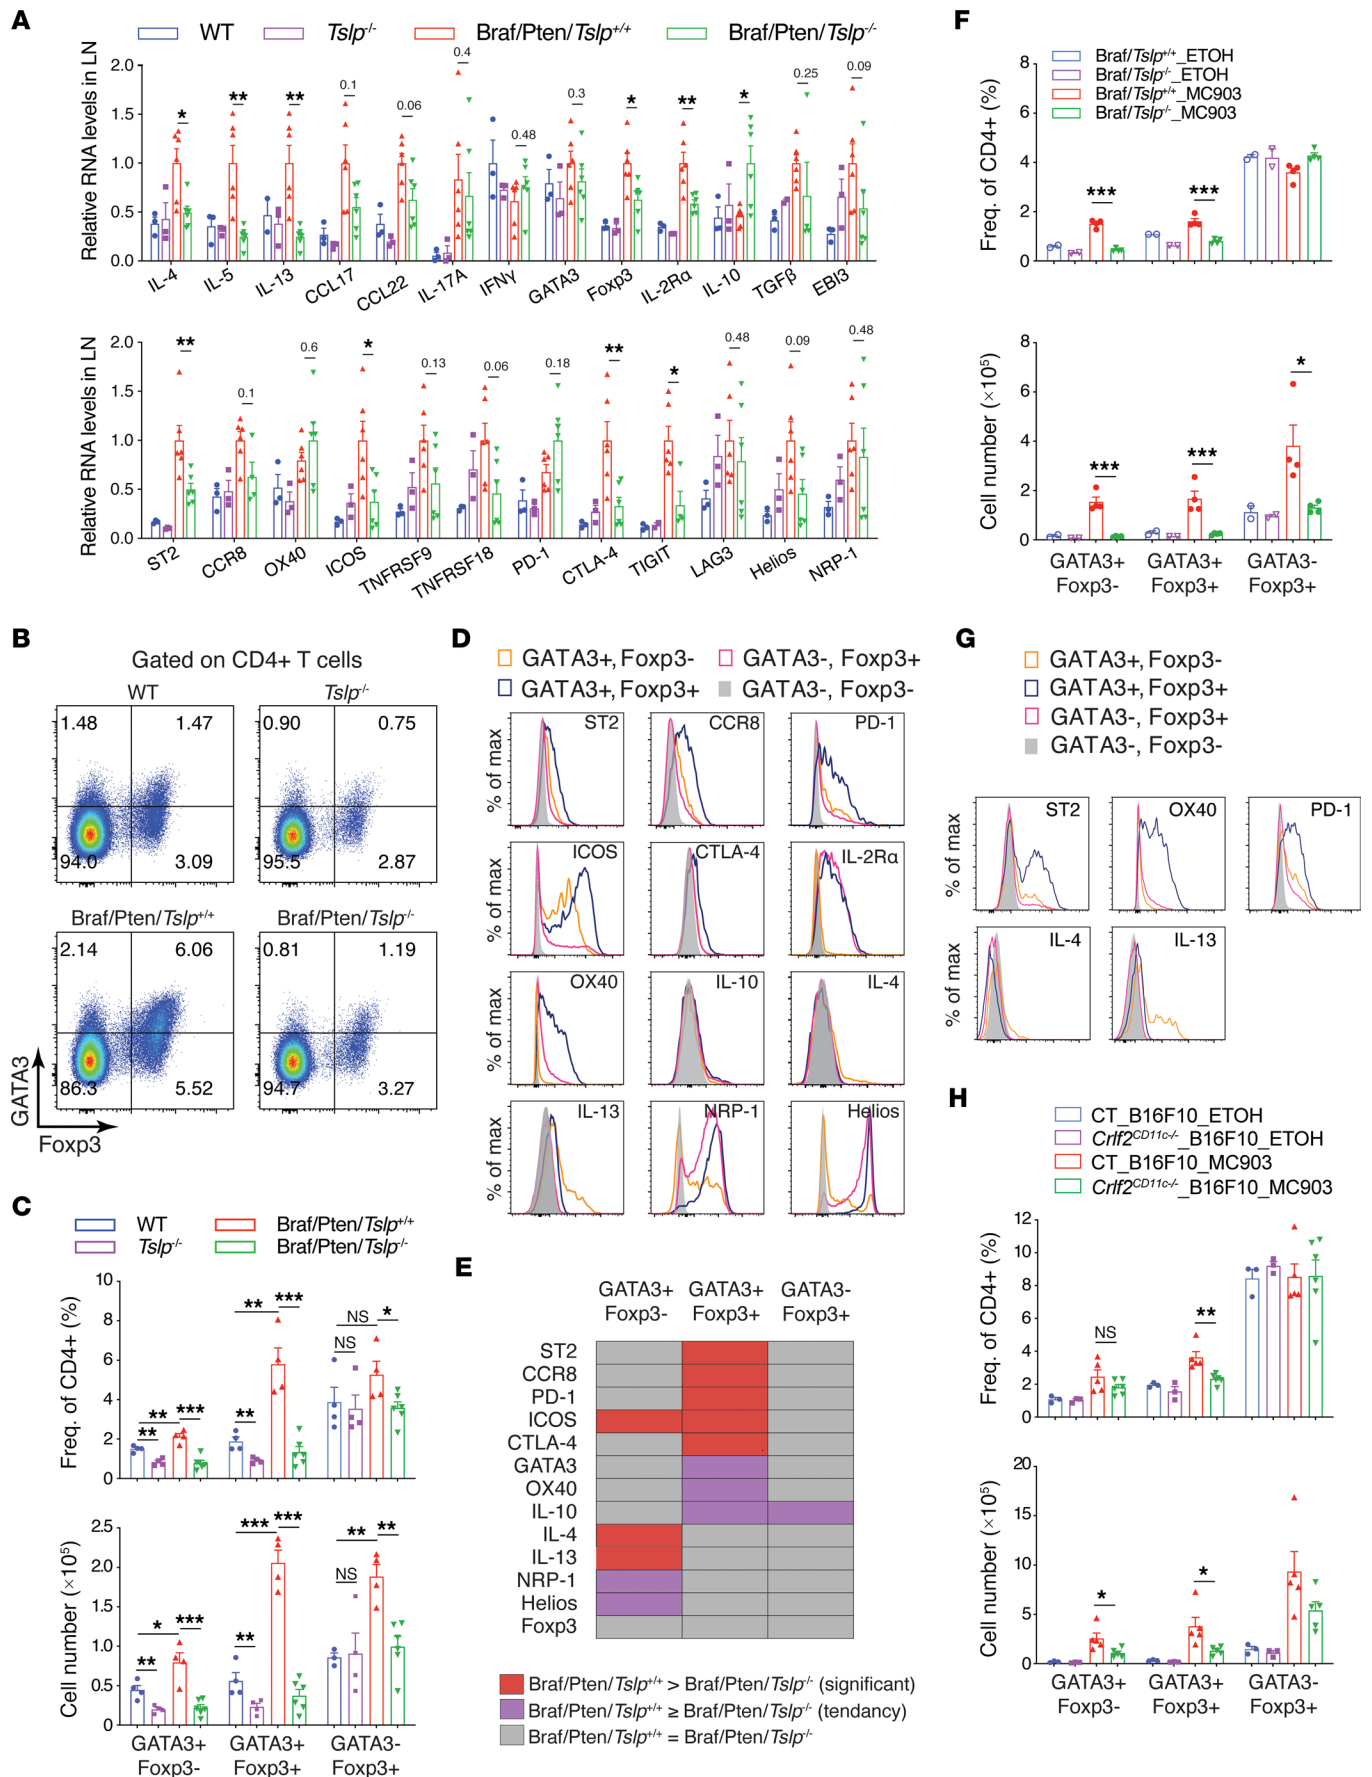 A
WT
Tslp-/-
Braf/Pten/Tslp+/+
Braf/Pten/Tslp-/-
Relative RNA levels in LN
2.0
1.5
1.0
0.5
0.0
*
**
**
0.1
0.06
0.4
0.48
0.3
*
**
*
0.25
0.09
IL-4
IL-5
IL-13
CCL17
CCL22
IL-17A
IFNγ
GATA3
Foxp3
IL-2Rα
IL-10
TGFβ
EBI3
Relative RNA levels in LN
2.0
1.5
1.0
0.5
0.0
**
0.1
0.6
*
0.13
0.06
0.18
**
*
0.48
0.09
0.48
ST2
CCR8
OX40
ICOS
TNFRSF9
TNFRSF18
PD-1
CTLA-4
TIGIT
LAG3
Helios
NRP-1
B
Gated on CD4+ T cells
WT
Tslp-/-
1.48
1.47
0.90
0.75
94.0
3.09
95.5
2.87
Braf/Pten/Tslp+/+
Braf/Pten/Tslp-/-
2.14
6.06
0.81
1.19
86.3
5.52
94.7
3.27
GATA3
Foxp3
C
WT
Braf/Pten/Tslp+/+
Tslp-/-
Braf/Pten/Tslp-/-
Freq. of CD4+ (%)
10
8
6
4
2
0
**
**
***
**
**
***
NS
NS
*
Cell number (×105)
2.5
2.0
1.5
1.0
0.5
0
**
*
***
**
***
***
NS
**
**
GATA3+
Foxp3-
GATA3+
Foxp3+
GATA3-
Foxp3+
D
GATA3+, Foxp3-
GATA3-, Foxp3+
GATA3+, Foxp3+
GATA3-, Foxp3-
% of max
ST2
CCR8
PD-1
% of max
ICOS
CTLA-4
IL-2Rα
% of max
OX40
IL-10
IL-4
% of max
IL-13
NRP-1
Helios
E
GATA3+
Foxp3-
GATA3+
Foxp3+
GATA3-
Foxp3+
ST2
CCR8
PD-1
ICOS
CTLA-4
GATA3
OX40
IL-10
IL-4
IL-13
NRP-1
Helios
Foxp3
Braf/Pten/Tslp+/+ > Braf/Pten/Tslp-/- (significant)
Braf/Pten/Tslp+/+ ≥ Braf/Pten/Tslp-/- (tendancy)
Braf/Pten/Tslp+/+ = Braf/Pten/Tslp-/-
F
Braf/Tslp+/+_ETOH
Braf/Tslp-/-_ETOH
Braf/Tslp+/+_MC903
Braf/Tslp-/-_MC903
Freq. of CD4+ (%)
8
6
4
2
0
***
***
Cell number (×105)
8
6
4
2
0
***
***
*
GATA3+
Foxp3-
GATA3+
Foxp3+
GATA3-
Foxp3+
G
GATA3+, Foxp3-
GATA3+, Foxp3+
GATA3-, Foxp3+
GATA3-, Foxp3-
% of max
ST2
OX40
PD-1
% of max
IL-4
IL-13
H
CT_B16F10_ETOH
Crlf2CD11c-/-_B16F10_ETOH
CT_B16F10_MC903
Crlf2CD11c-/-_B16F10_MC903
Freq. of CD4+ (%)
12
10
8
6
4
2
0
NS
**
Cell number (×105)
20
15
10
5
0
*
*
GATA3+
Foxp3-
GATA3+
Foxp3+
GATA3-
Foxp3+